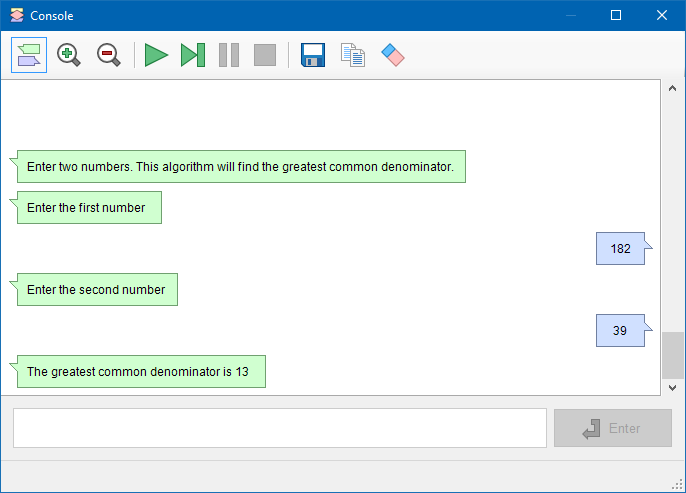 Console
Enter two numbers. This algorithm will find the greatest common denominator.
Enter the first number
182
Enter the second number
39
The greatest common denominator is 13
Enter